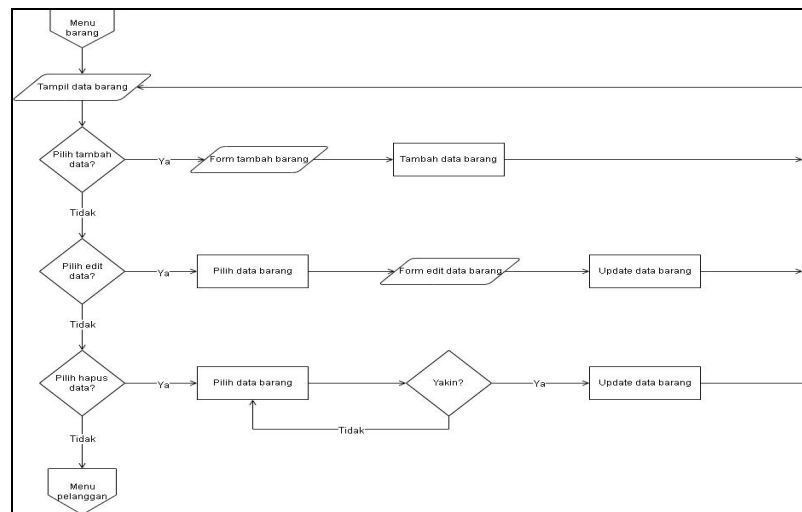 Menu
barang
Tampil data barang
Pilih tambah
data?
Ya
Form tambah barang
Tambah data barang
Tidak
Pilih edit
data?
Ya
Pilih data barang
Form edit data barang
Update data barang
Tidak
Pilih hapus
data?
Ya
Pilih data barang
Yakin?
Ya
Update data barang
Tidak
Tidak
Menu
pelanggan